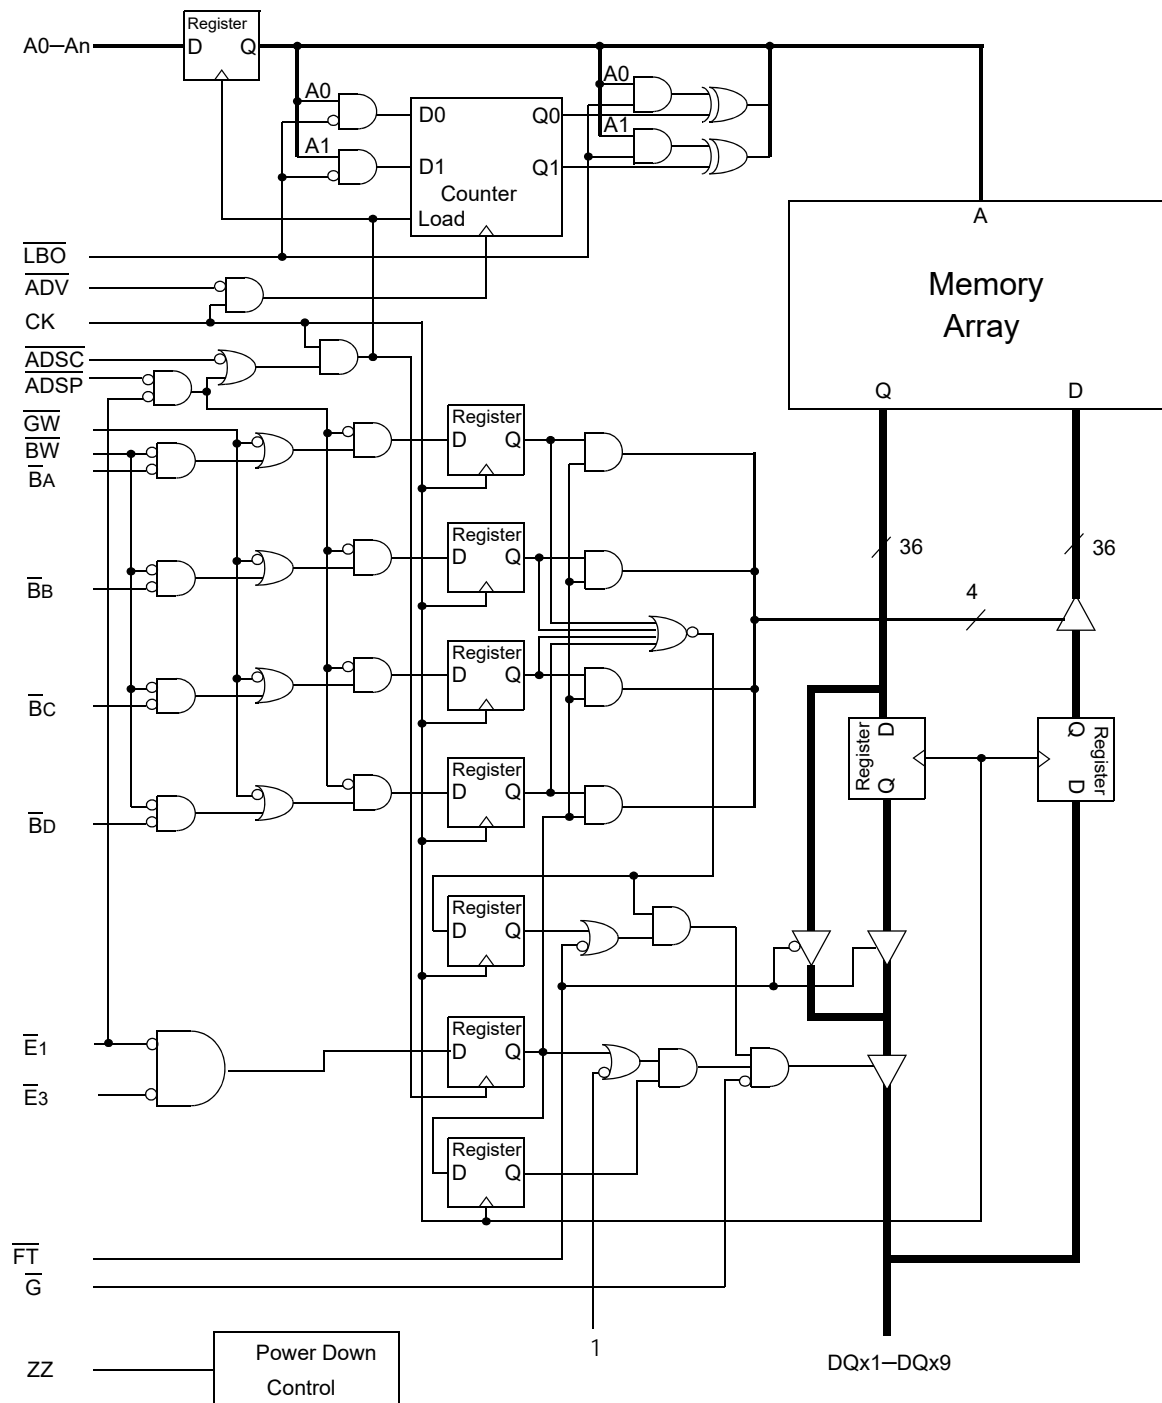 Register
A0–An
D Q
A0
A0
D0
Q0
A1
A1
D1
Q1
Counter
Load
A
LBO
ADV
CK
Memory
Array
ADSC
ADSP
Q
D
GW
BW
BA
Register
D Q
Register
D Q
36
36
BB
4
Register
D Q
BC
Register
D
Q
Register
Q
D
Register
D Q
BD
Register
D Q
Register
D Q
E1
E3
Register
D Q
FT
G
1
DQx1–DQx9
ZZ
Power Down
Control